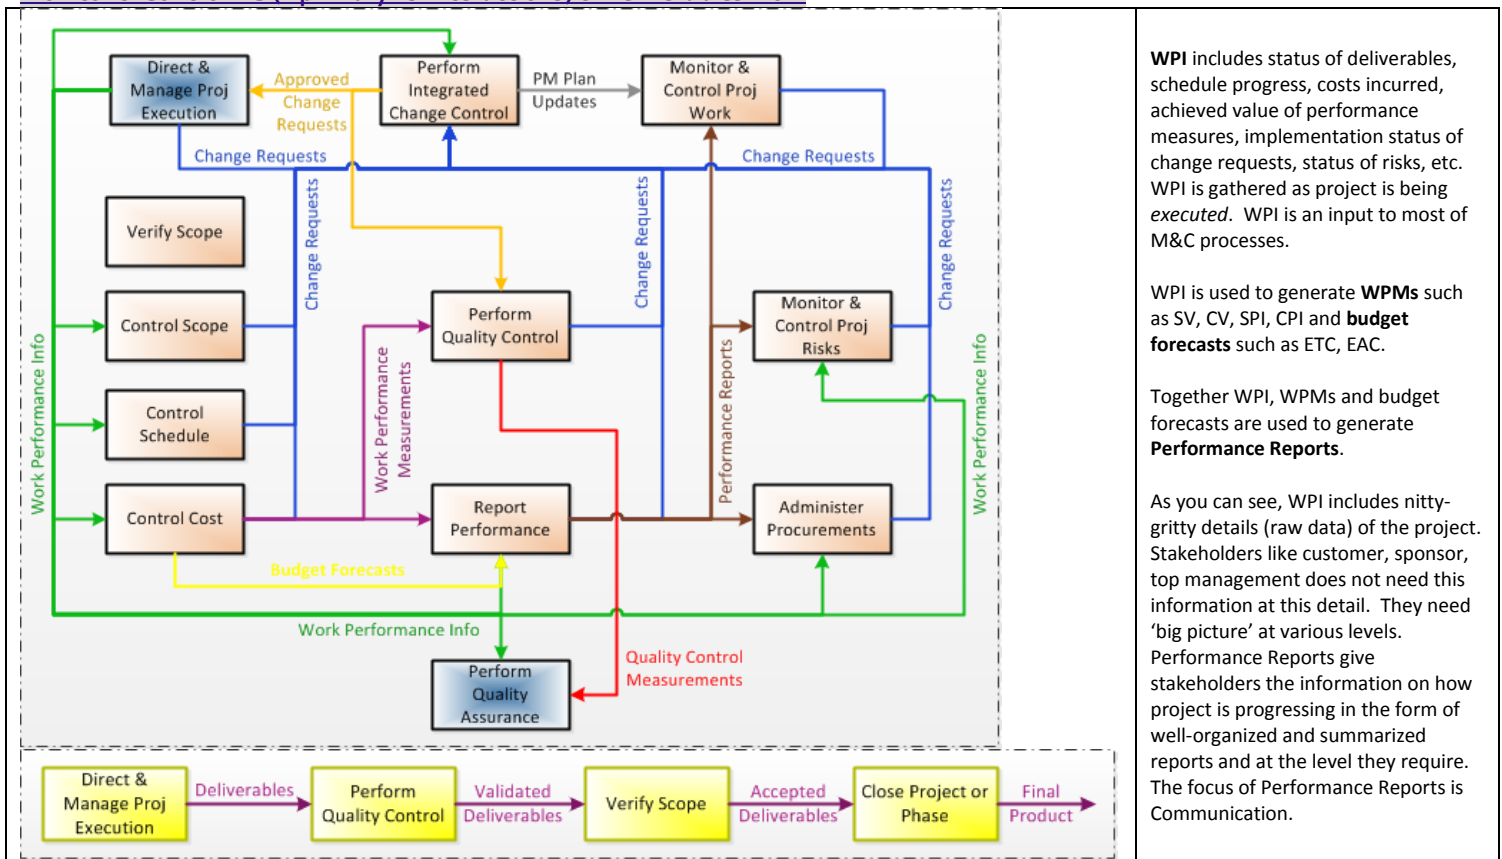 Direct &
Manage Proj
Execution
Approved
Change
Requests
Perform
Integrated
Change Control
PM Plan
Updates
Monitor &
Control Proj
Work
Change Requests
Change Requests
Verify Scope
Change Requests
Change Requests
Change Requests
Control Scope
Perform
Quality Control
Monitor &
Control Proj
Risks
Work Performance Info
Control
Schedule
Work Performance
Measurements
Performance Reports
Work Performance Info
Control Cost
Report
Performance
Administer
Procurements
Budget Forecasts
Work Performance Info
Perform
Quality
Assurance
Quality Control
Measurements
Direct &
Manage Proj
Execution
Deliverables
Perform
Quality Control
Validated
Deliverables
Verify Scope
Accepted
Deliverables
Close Project or
Phase
Final
Product
WPI includes status of deliverables,
schedule progress, costs incurred,
achieved value of performance
measures, implementation status of
change requests, status of risks, etc.
WPI is gathered as project is being
executed. WPI is an input to most of
M&C processes.
WPI is used to generate WPMs such
as SV, CV, SPI, CPI and budget
forecasts such as ETC, EAC.
Together WPI, WPMs and budget
forecasts are used to generate
Performance Reports.
As you can see, WPI includes nitty-
gritty details (raw data) of the project.
Stakeholders like customer, sponsor,
top management does not need this
information at this detail. They need
‘big picture’ at various levels.
Performance Reports give
stakeholders the information on how
project is progressing in the form of
well-organized and summarized
reports and at the level they require.
The focus of Performance Reports is
Communication.